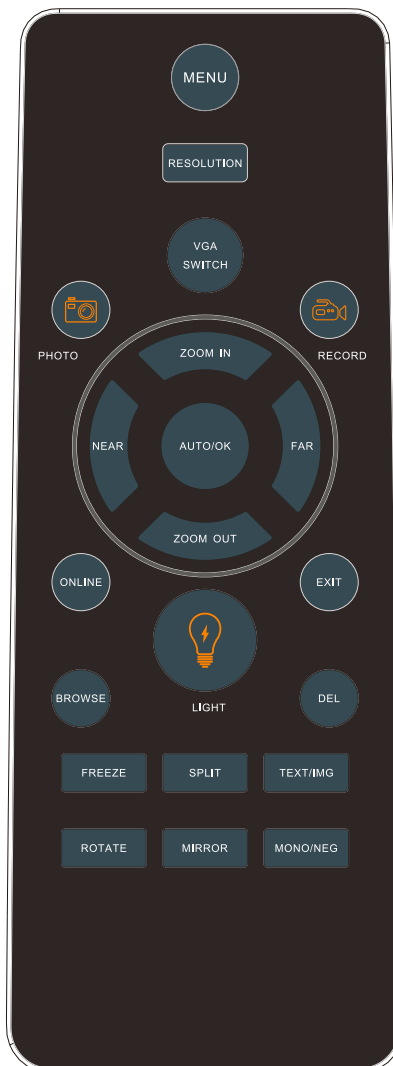 MENU
RESOLUTION
VGA
SWITCH
PHOTO
RECORD
ZOOM IN
NEAR
AUTO/OK
FAR
ZOOM OUT
ONLINE
EXIT
LIGHT
BROWSE
DEL
FREEZE
SPLIT
TEXT/IMG
ROTATE
MIRROR
MONO/NEG